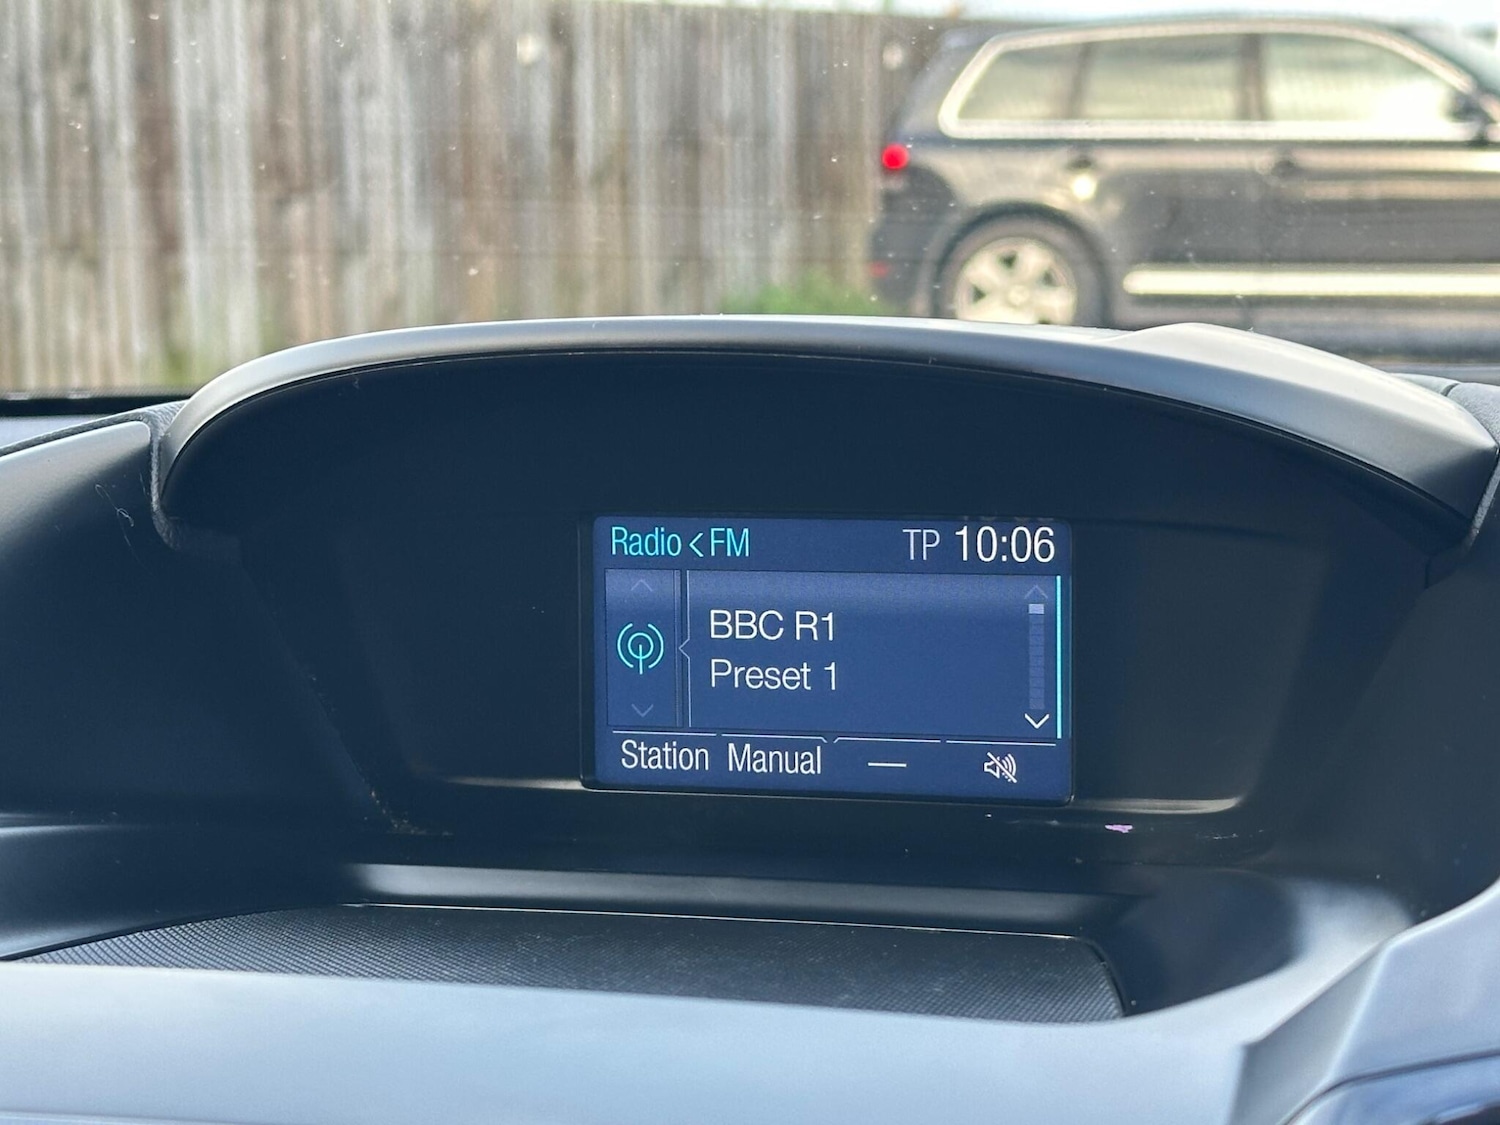 Radio < FM TP 10:06
BBC R1
Preset 1
Station Manual —